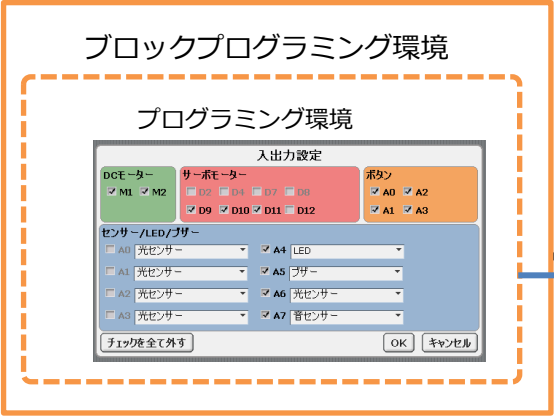 ブロックプログラミング環境
プログラミング環境
入出力設定
DCモーター サーボモーター ボタン
M1 M2 D2 D4 D7 D8 A0 A2
D9 D10 D11 D12 A1 A3
センサー/LED/ブザー
A0 光センサー A4 LED
A1 光センサー A5 ブザー
A2 光センサー A6 光センサー
A3 光センサー A7 音センサー
チェックを全て外す OK キャンセル